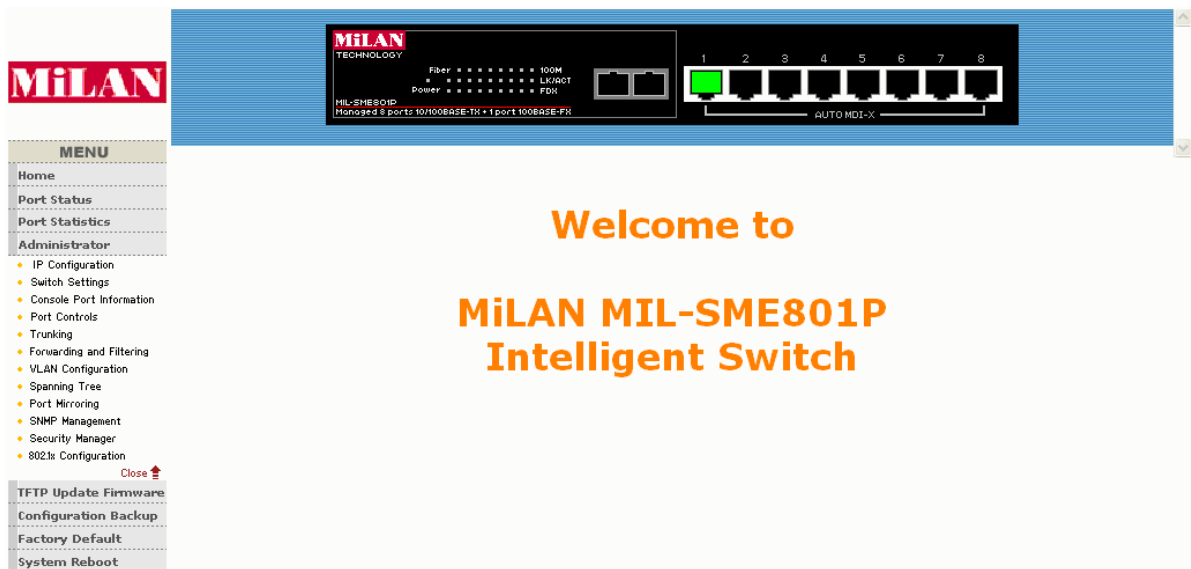 MiLAN
MiLAN
TECHNOLOGY
Fiber 100M
LK/ACT
Power FDX
MIL-SME801P
Managed 8 ports 10/100BASE-TX + 1 port 100BASE-FX
1 2 3 4 5 6 7 8
AUTO MDI-X
MENU
Home
Port Status
Port Statistics
Administrator
IP Configuration
Switch Settings
Console Port Information
Port Controls
Trunking
Forwarding and Filtering
VLAN Configuration
Spanning Tree
Port Mirroring
SNMP Management
Security Manager
802.1x Configuration
Close
TFTP Update Firmware
Configuration Backup
Factory Default
System Reboot
Welcome to
MiLAN MIL-SME801P
Intelligent Switch